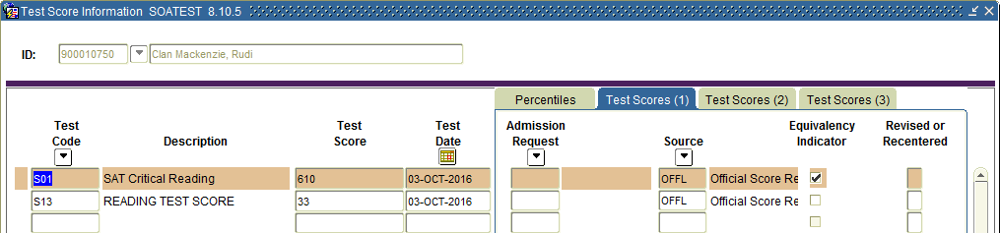 Test Score Information SOATEST 8.10.5
ID: 900010750 Clan Mackenzie, Rudi
Percentiles Test Scores (1) Test Scores (2) Test Scores (3)
Test Code Description Test Score Test Date Admission Request Source Equivalency Indicator Revised or Recentered
S01 SAT Critical Reading 610 03-OCT-2016 OFFL Official Score Re
S13 READING TEST SCORE 33 03-OCT-2016 OFFL Official Score Re